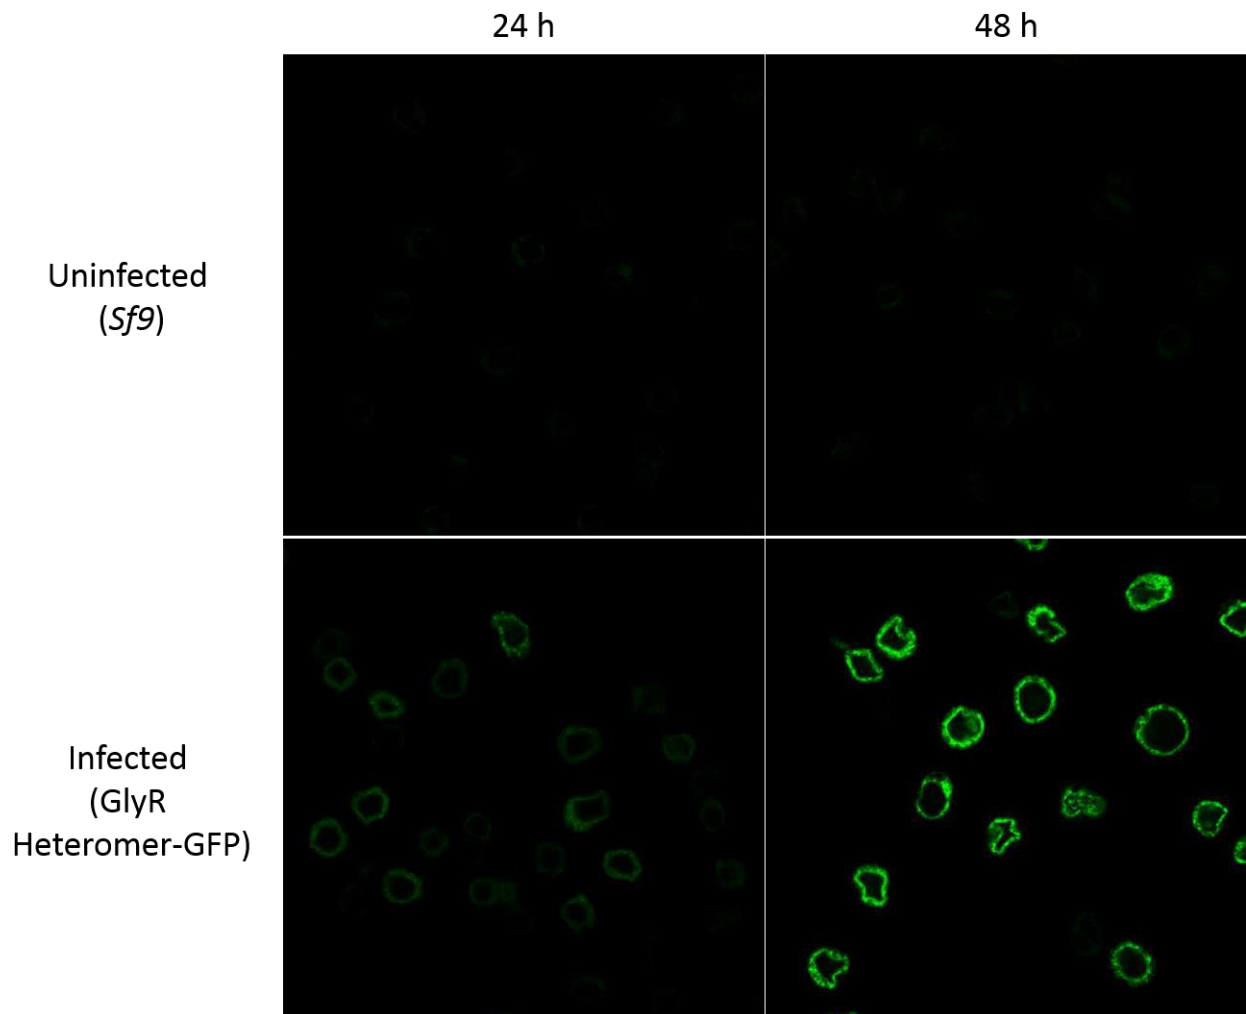 24 h
48 h
Uninfected
(Sf9)
Infected
(GlyR
Heteromer-GFP)